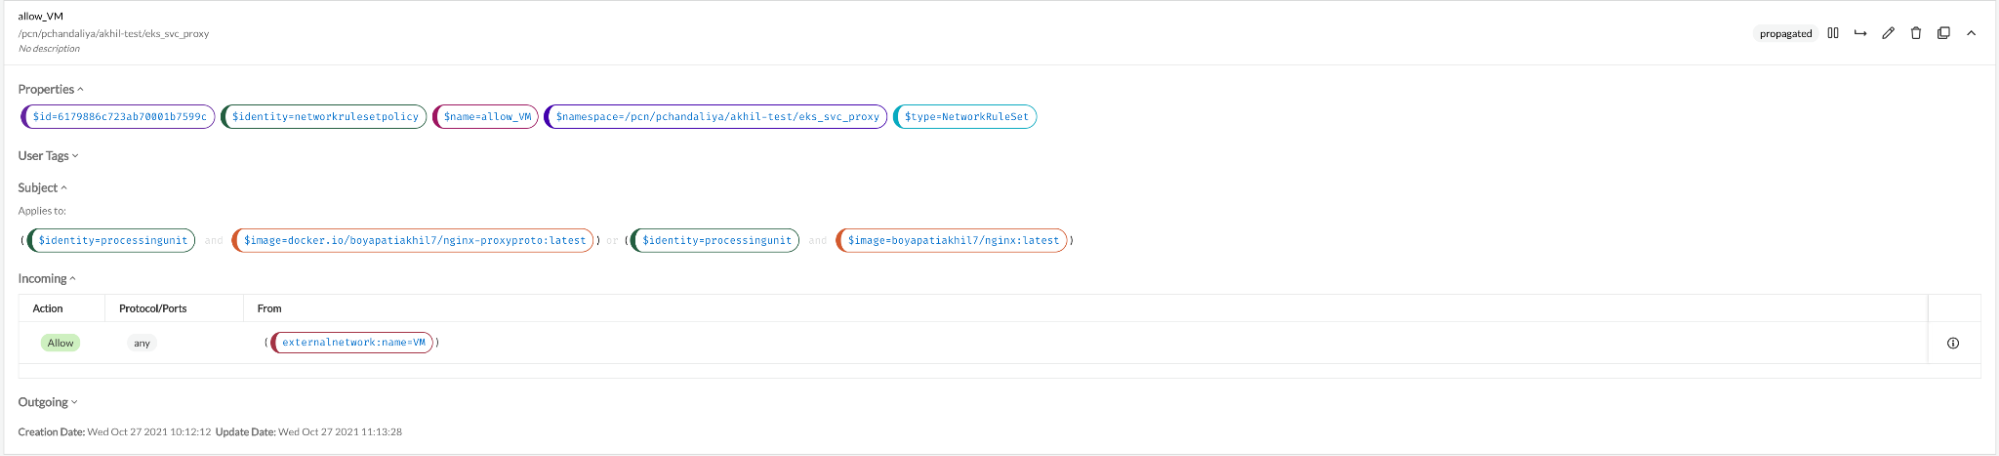 allow_VM
/pcn/pchandaliya/akhil-test/eks_svc_proxy
No description
propagated
Properties
$id=6179886c723ab70001b7599c $identity=networkrulesetpolicy $name=allow_VM $namespace=/pcn/pchandaliya/akhil-test/eks_svc_proxy $type=NetworkRuleSet
User Tags
Subject
Applies to:
( $identity=processingunit and $image=docker.io/boyapatiakhil7/nginx-proxyproto:latest ) or ( $identity=processingunit and $image=boyapatiakhil7/nginx:latest )
Incoming
Action Protocol/Ports From
Allow any ( externalnetwork:name=VM )
Outgoing
Creation Date: Wed Oct 27 2021 10:12:12 Update Date: Wed Oct 27 2021 11:13:28